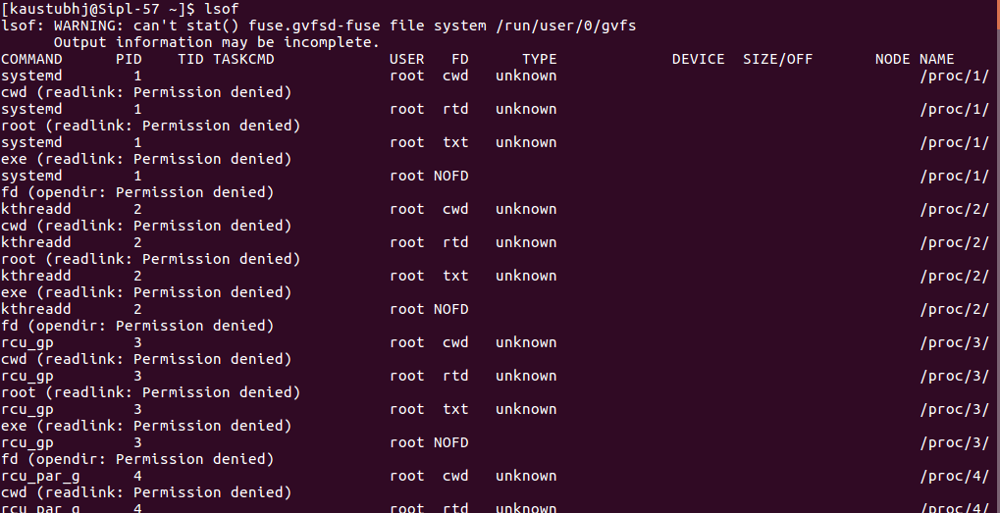 [kaustubhj@Sipl-57 ~]$ lsof
lsof: WARNING: can't stat() fuse.gvfsd-fuse file system /run/user/0/gvfs
      Output information may be incomplete.
COMMAND      PID    TID TASKCMD             USER   FD      TYPE             DEVICE  SIZE/OFF       NODE NAME
systemd        1                            root  cwd   unknown                                         /proc/1/
cwd (readlink: Permission denied)
systemd        1                            root  rtd   unknown                                         /proc/1/
root (readlink: Permission denied)
systemd        1                            root  txt   unknown                                         /proc/1/
exe (readlink: Permission denied)
systemd        1                            root NOFD                                                   /proc/1/
fd (opendir: Permission denied)
kthreadd       2                            root  cwd   unknown                                         /proc/2/
cwd (readlink: Permission denied)
kthreadd       2                            root  rtd   unknown                                         /proc/2/
root (readlink: Permission denied)
kthreadd       2                            root  txt   unknown                                         /proc/2/
exe (readlink: Permission denied)
kthreadd       2                            root NOFD                                                   /proc/2/
fd (opendir: Permission denied)
rcu_gp         3                            root  cwd   unknown                                         /proc/3/
cwd (readlink: Permission denied)
rcu_gp         3                            root  rtd   unknown                                         /proc/3/
root (readlink: Permission denied)
rcu_gp         3                            root  txt   unknown                                         /proc/3/
exe (readlink: Permission denied)
rcu_gp         3                            root NOFD                                                   /proc/3/
fd (opendir: Permission denied)
rcu_par_g      4                            root  cwd   unknown                                         /proc/4/
cwd (readlink: Permission denied)
rcu_par_g      4                            root  rtd   unknown                                         /proc/4/